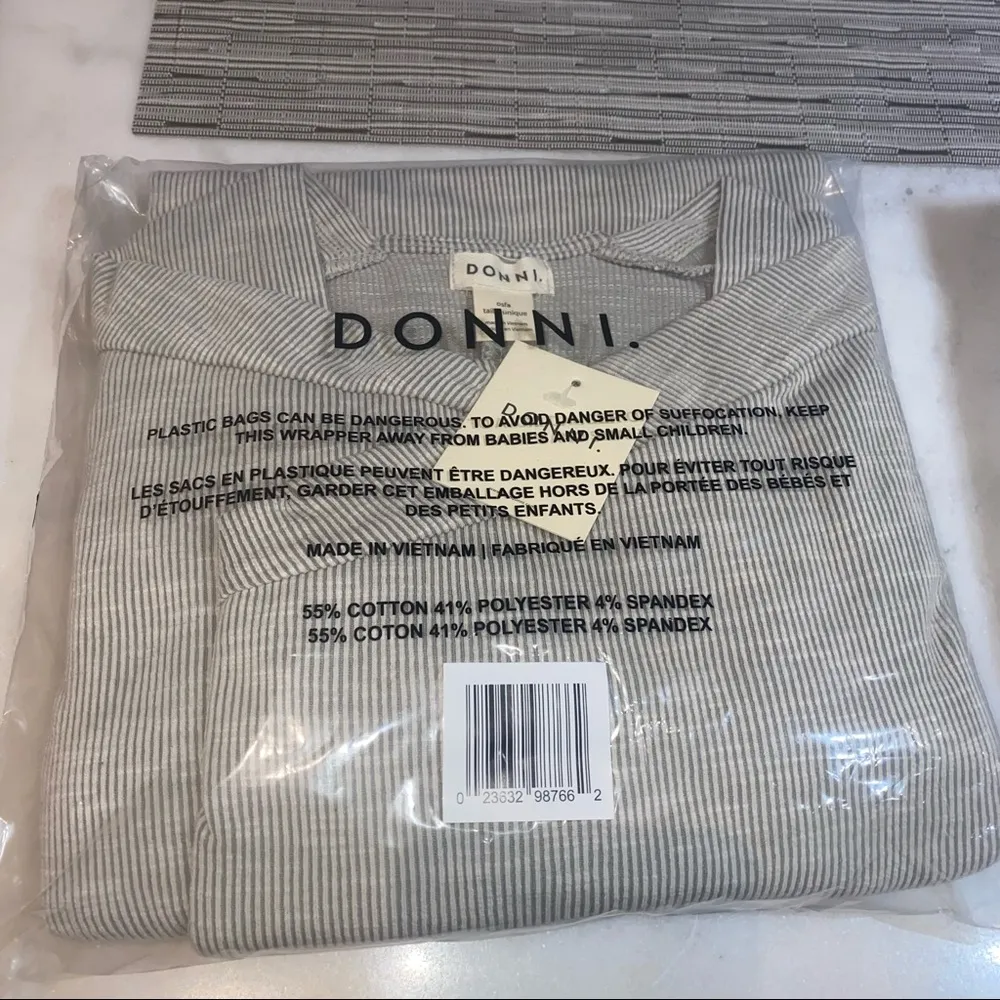 DONNI.
osfa
unique
DONNI.
DONNI.
PLASTIC BAGS CAN BE DANGEROUS. TO AVOID DANGER OF SUFFOCATION, KEEP
THIS WRAPPER AWAY FROM BABIES AND SMALL CHILDREN.
LES SACS EN PLASTIQUE PEUVENT ÊTRE DANGEREUX. POUR ÉVITER TOUT RISQUE
D'ÉTOUFFEMENT, GARDER CET EMBALLAGE HORS DE LA PORTÉE DES BÉBÉS ET
DES PETITS ENFANTS.
MADE IN VIETNAM | FABRIQUÉ EN VIETNAM
55% COTTON 41% POLYESTER 4% SPANDEX
55% COTON 41% POLYESTER 4% SPANDEX
0 23632 98766 2